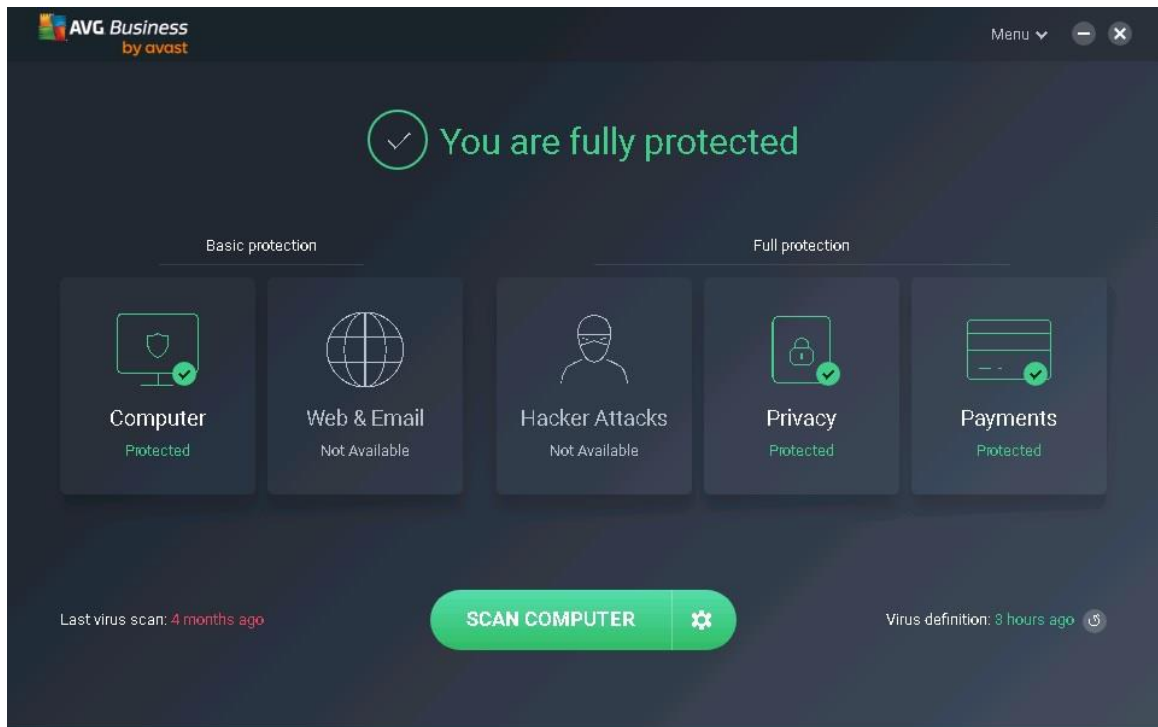 AVG Business
by avast
Menu
You are fully protected
Basic protection
Full protection
Computer
Protected
Web & Email
Not Available
Hacker Attacks
Not Available
Privacy
Protected
Payments
Protected
Last virus scan: 4 months ago
SCAN COMPUTER
Virus definition: 3 hours ago